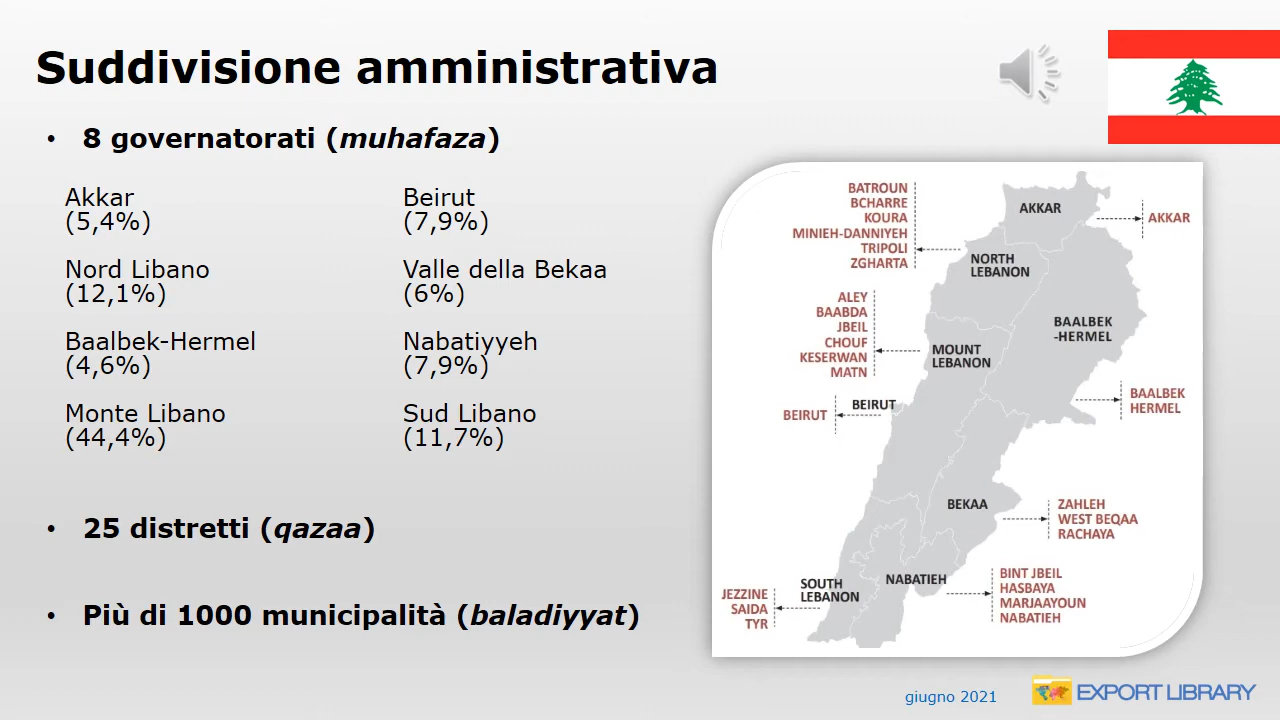 Suddivisione amministrativa
• 8 governatorati (muhafaza)
Akkar
(5,4%)
Nord Libano
(12,1%)
Baalbek-Hermel
(4,6%)
Monte Libano
(44,4%)
Beirut
(7,9%)
Valle della Bekaa
(6%)
Nabatiyyeh
(7,9%)
Sud Libano
(11,7%)
• 25 distretti (qazaa)
• Più di 1000 municipalità (baladiyyat)
BATROUN
BCHARRE
KOURA
MINIEH-DANNIYEH
TRIPOLI
ZGHARTA
AKKAR
AKKAR
NORTH
LEBANON
ALEY
BAABDA
JBEIL
CHOUF
KESERWAN
MATN
MOUNT
LEBANON
BAALBEK
-HERMEL
BAALBEK
HERMEL
BEIRUT
BEIRUT
BEKAA
ZAHLEH
WEST BEQAA
RACHAYA
JEZZINE
SAIDA
TYR
SOUTH
LEBANON
NABATIEH
BINT JBEIL
HASBAYA
MARJAAYOUN
NABATIEH
giugno 2021
EXPORT LIBRARY